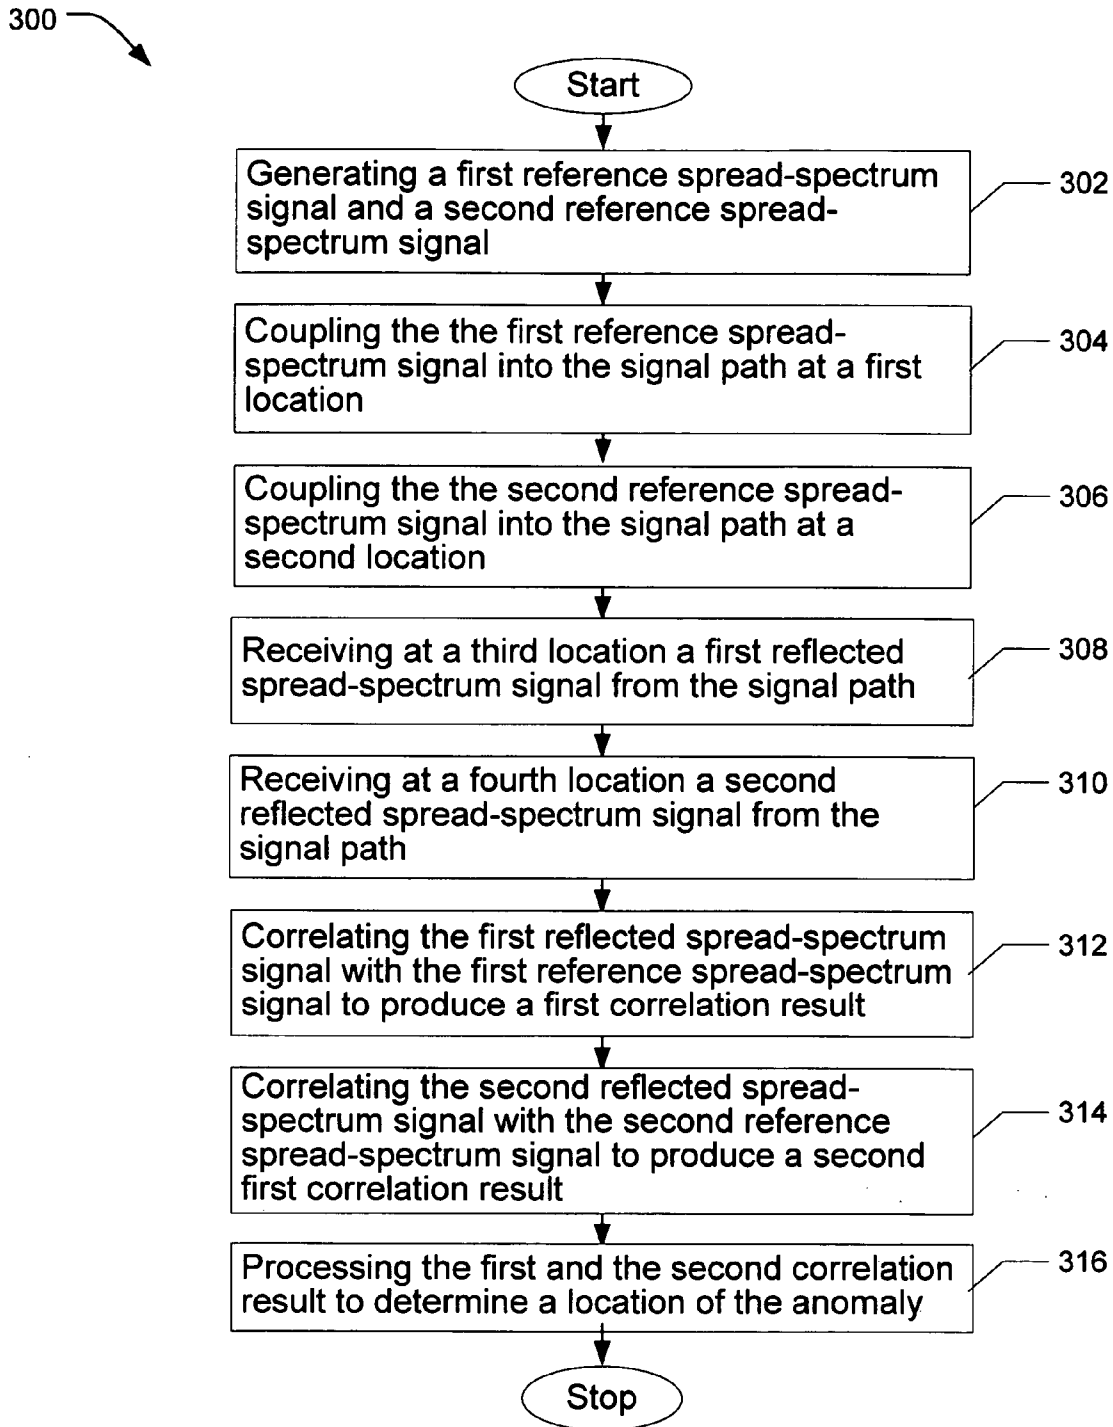 300
Start
Generating a first reference spread-spectrum
signal and a second reference spread-
spectrum signal
302
Coupling the the first reference spread-
spectrum signal into the signal path at a first
location
304
Coupling the the second reference spread-
spectrum signal into the signal path at a
second location
306
Receiving at a third location a first reflected
spread-spectrum signal from the signal path
308
Receiving at a fourth location a second
reflected spread-spectrum signal from the
signal path
310
Correlating the first reflected spread-spectrum
signal with the first reference spread-spectrum
signal to produce a first correlation result
312
Correlating the second reflected spread-
spectrum signal with the second reference
spread-spectrum signal to produce a second
first correlation result
314
Processing the first and the second correlation
result to determine a location of the anomaly
316
Stop